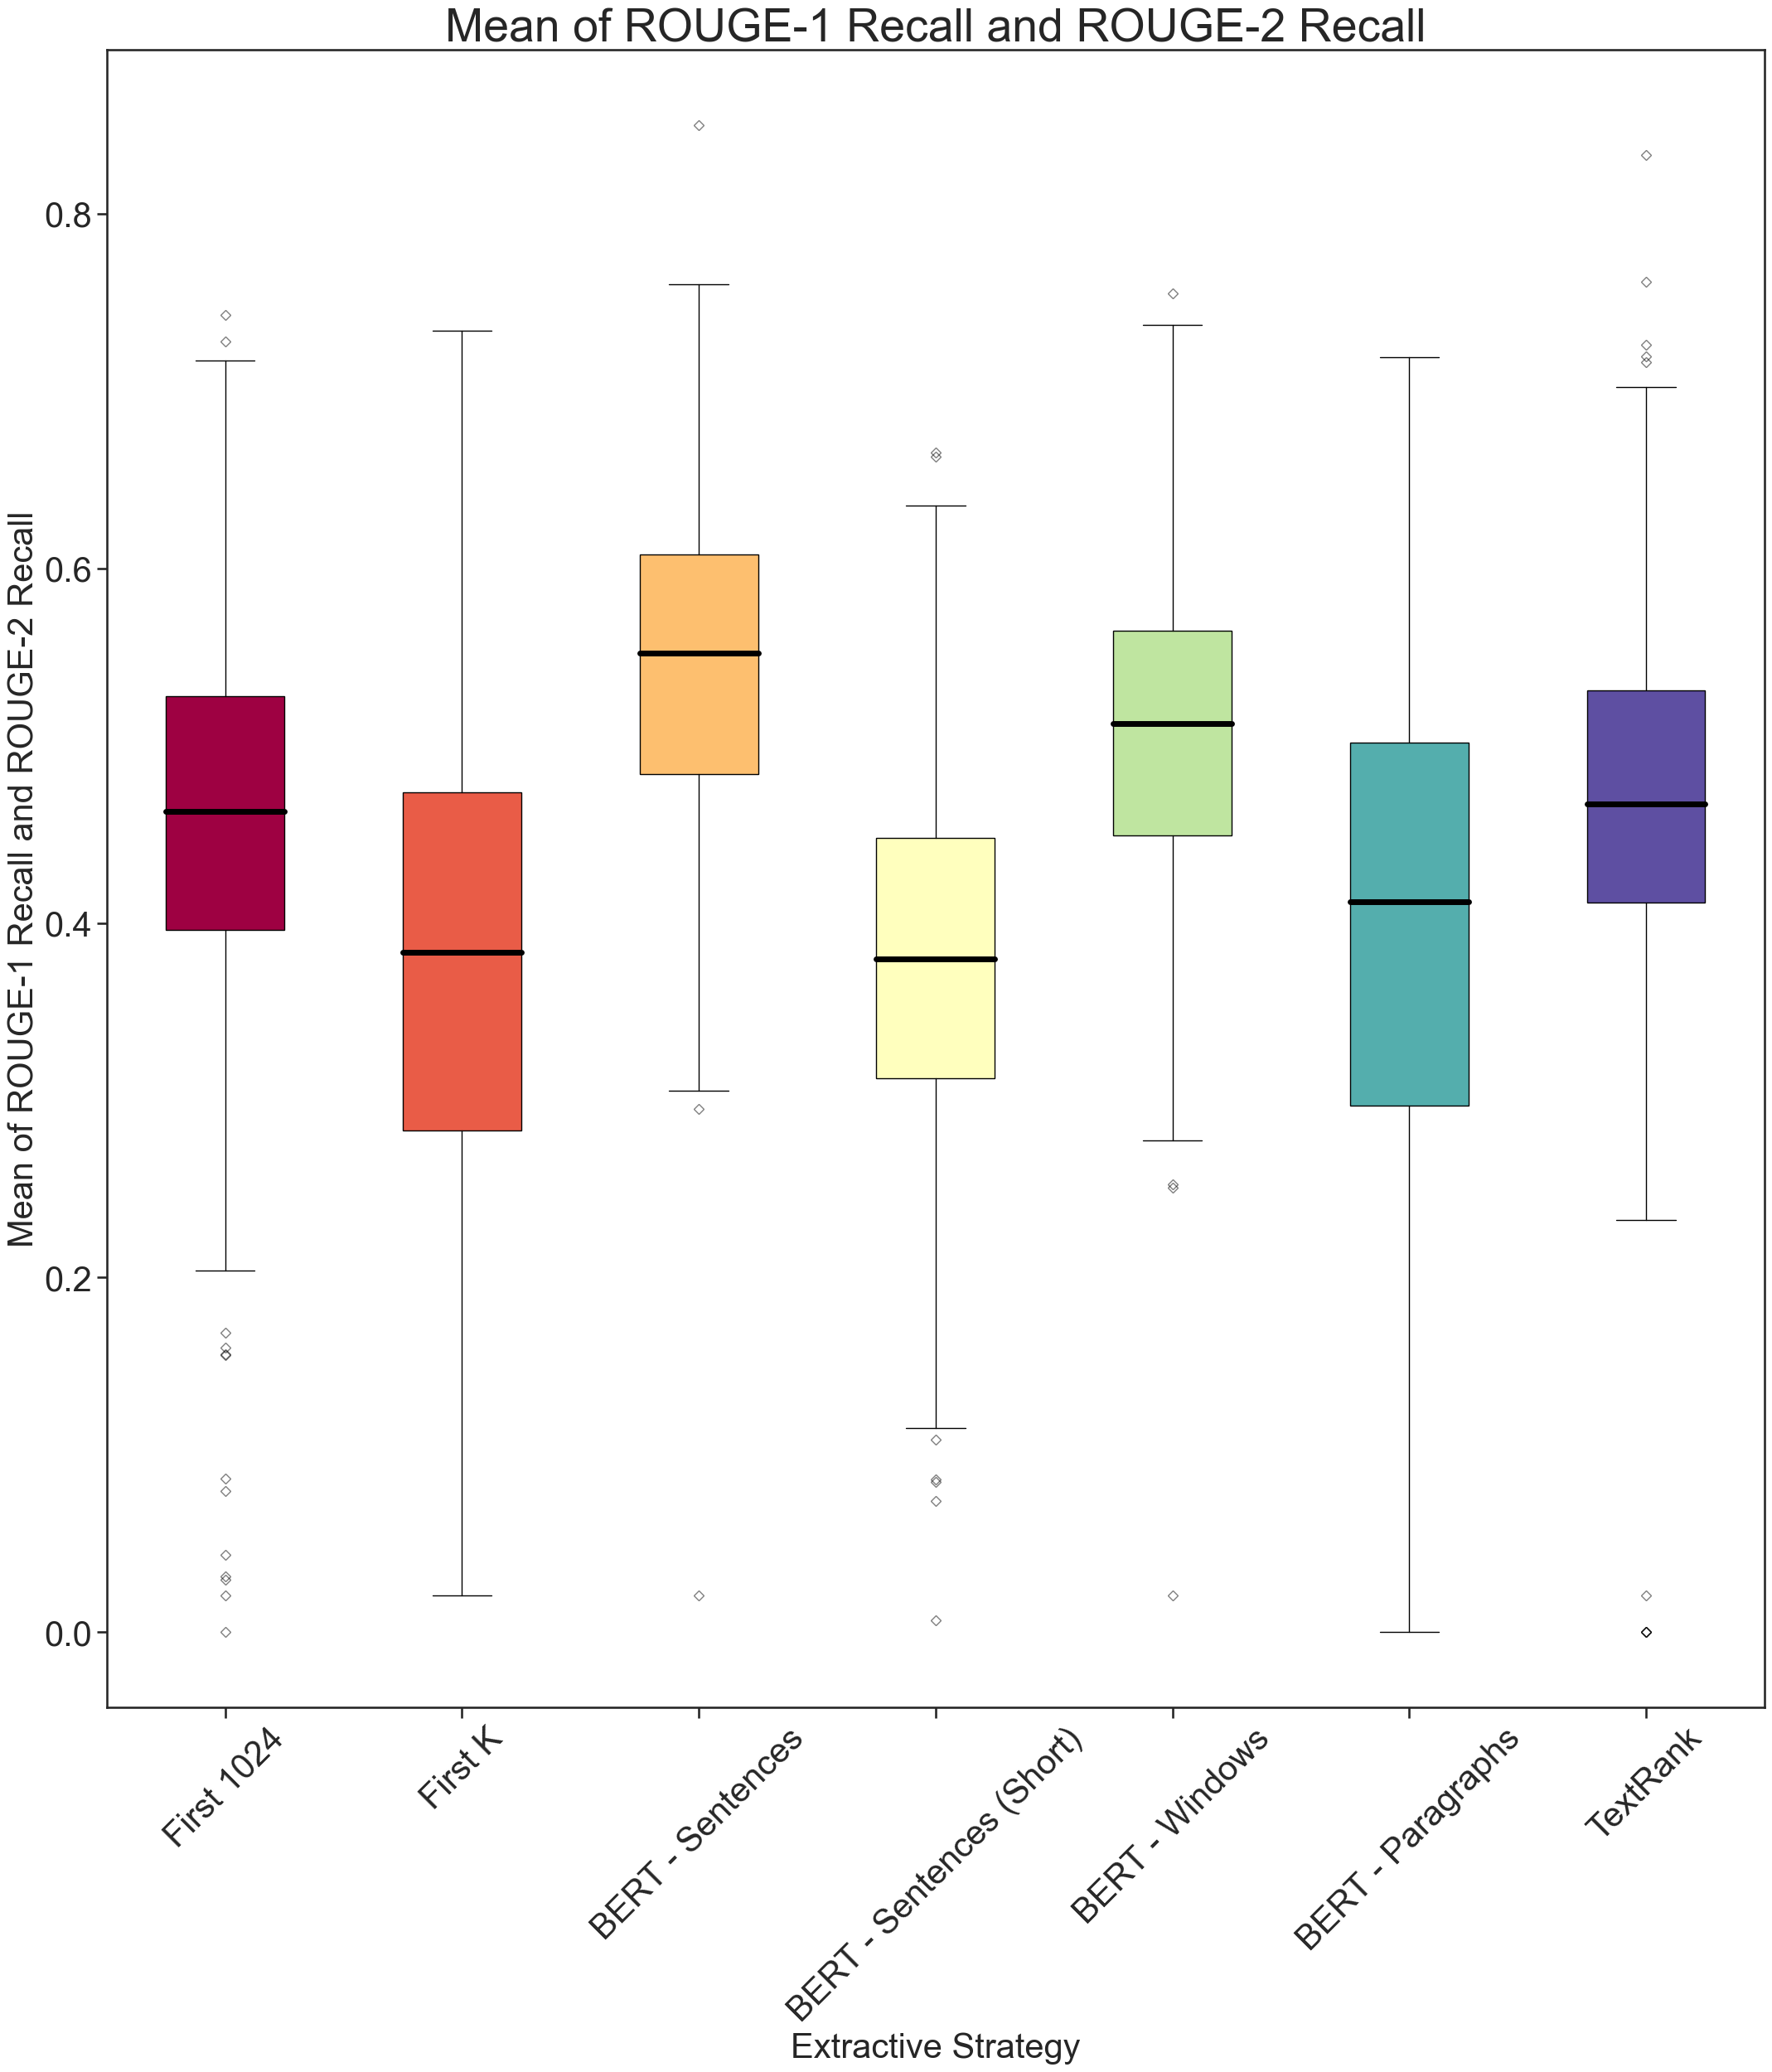 Mean of ROUGE-1 Recall and ROUGE-2 Recall
Mean of ROUGE-1 Recall and ROUGE-2 Recall
0.8
0.6
0.4
0.2
0.0
First 1024
First K
BERT - Sentences
BERT - Sentences (Short)
BERT - Windows
BERT - Paragraphs
TextRank
Extractive Strategy